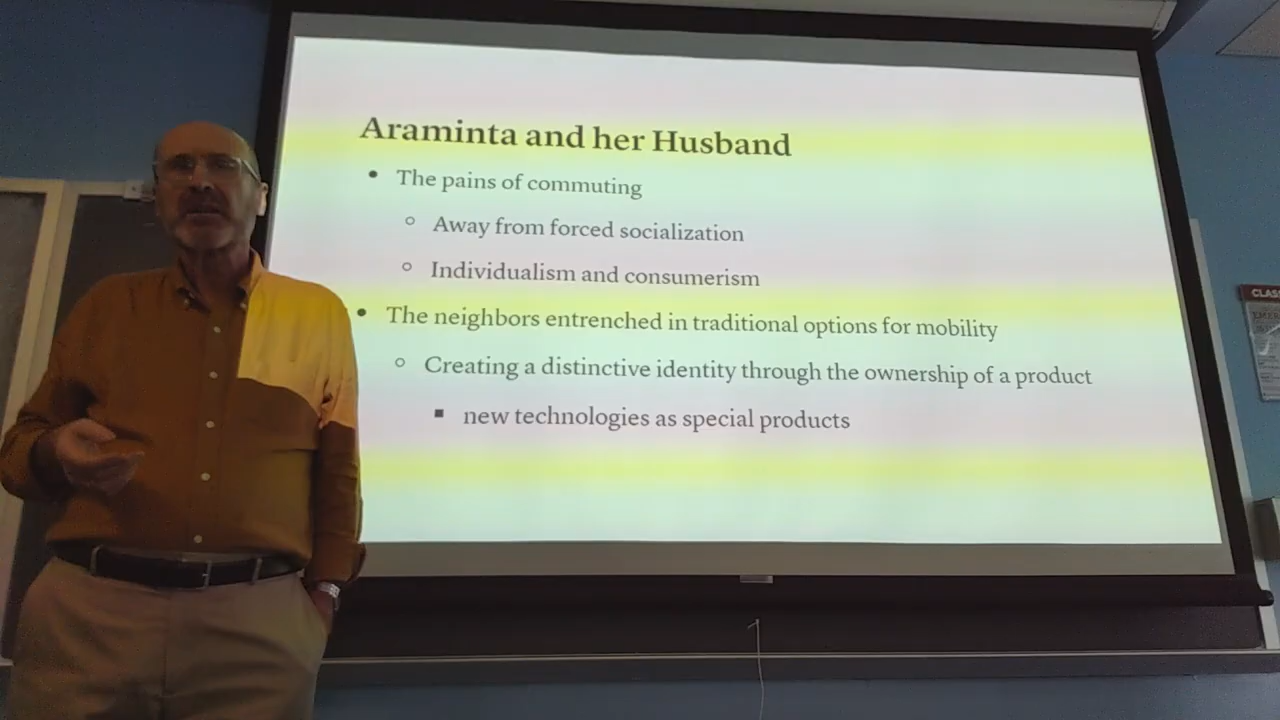 Araminta and her Husband
The pains of commuting
Away from forced socialization
Individualism and consumerism
The neighbors entrenched in traditional options for mobility
Creating a distinctive identity through the ownership of a product
new technologies as special products
CLAS